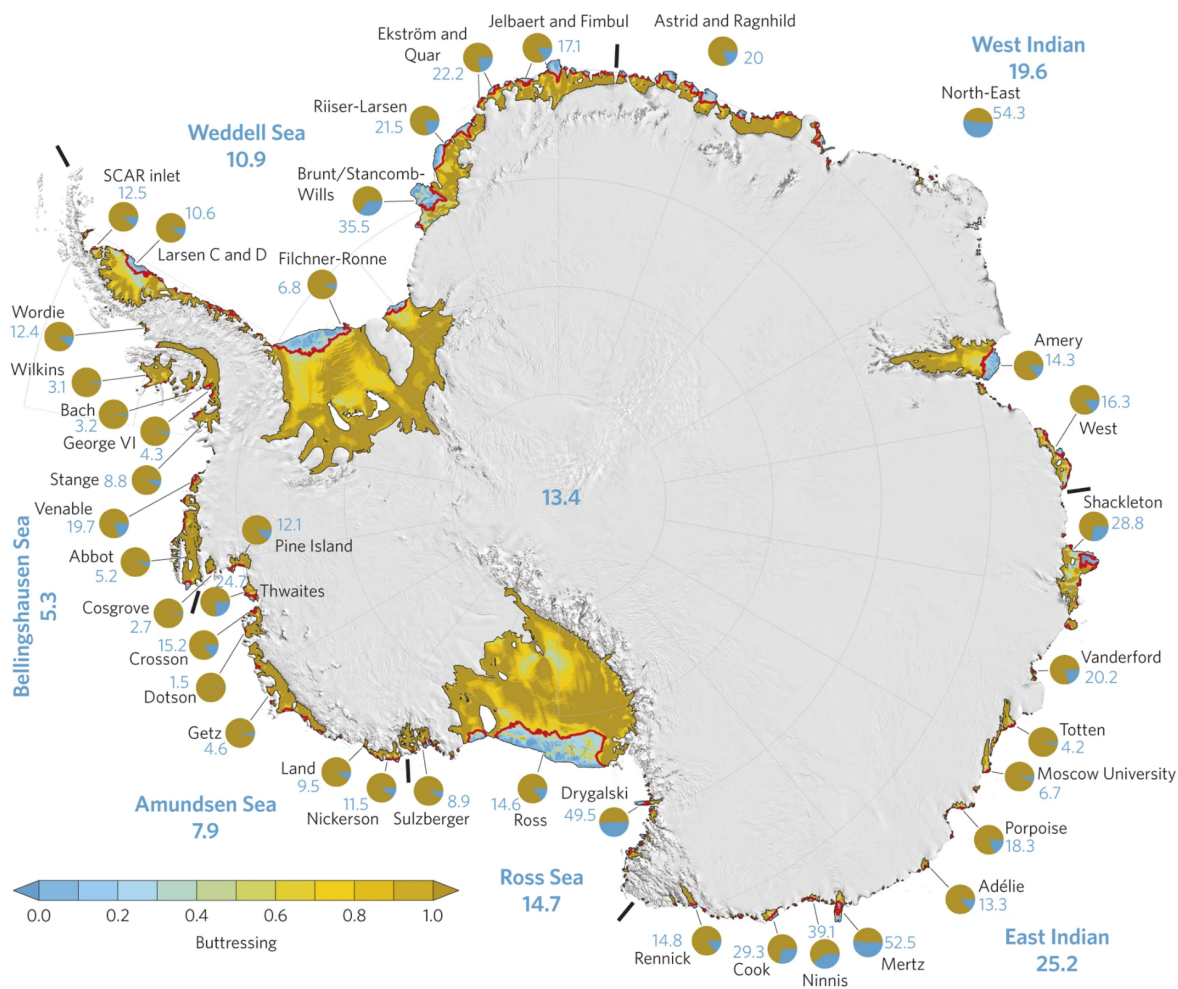 Jelbaert and Fimbul
17.1
Astrid and Ragnhild
20
Ekström and
Quar
22.2
West Indian
19.6
North-East
54.3
Riiser-Larsen
21.5
Weddell Sea
10.9
Brunt/Stancomb-
Wills
35.5
SCAR inlet
12.5
10.6
Larsen C and D
Filchner-Ronne
6.8
Wordie
12.4
Wilkins
3.1
Bach
3.2
George VI
4.3
Stange 8.8
Venable
19.7
Abbot
5.2
Bellingshausen Sea
5.3
Cosgrove
2.7
12.1
Pine Island
24.7
Thwaites
15.2
Crosson
1.5
Dotson
Getz
4.6
13.4
Amery
14.3
16.3
West
Shackleton
28.8
Vanderford
20.2
Totten
4.2
Moscow University
6.7
Porpoise
18.3
Adélie
13.3
East Indian
25.2
Land
9.5
11.5
Nickerson
8.9
Sulzberger
14.6
Ross
Drygalski
49.5
Amundsen Sea
7.9
Ross Sea
14.7
14.8
Rennick
29.3
Cook
39.1
Ninnis
52.5
Mertz
0.0 0.2 0.4 0.6 0.8 1.0
Buttressing